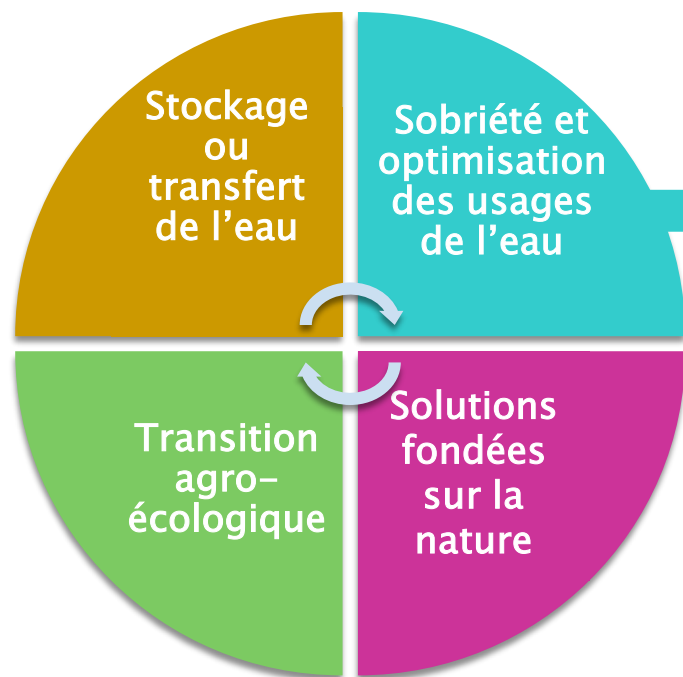 Stockage
ou
transfert
de l’eau
Sobriété et
optimisation
des usages
de l’eau
Transition
agro-
écologique
Solutions
fondées
sur la
nature